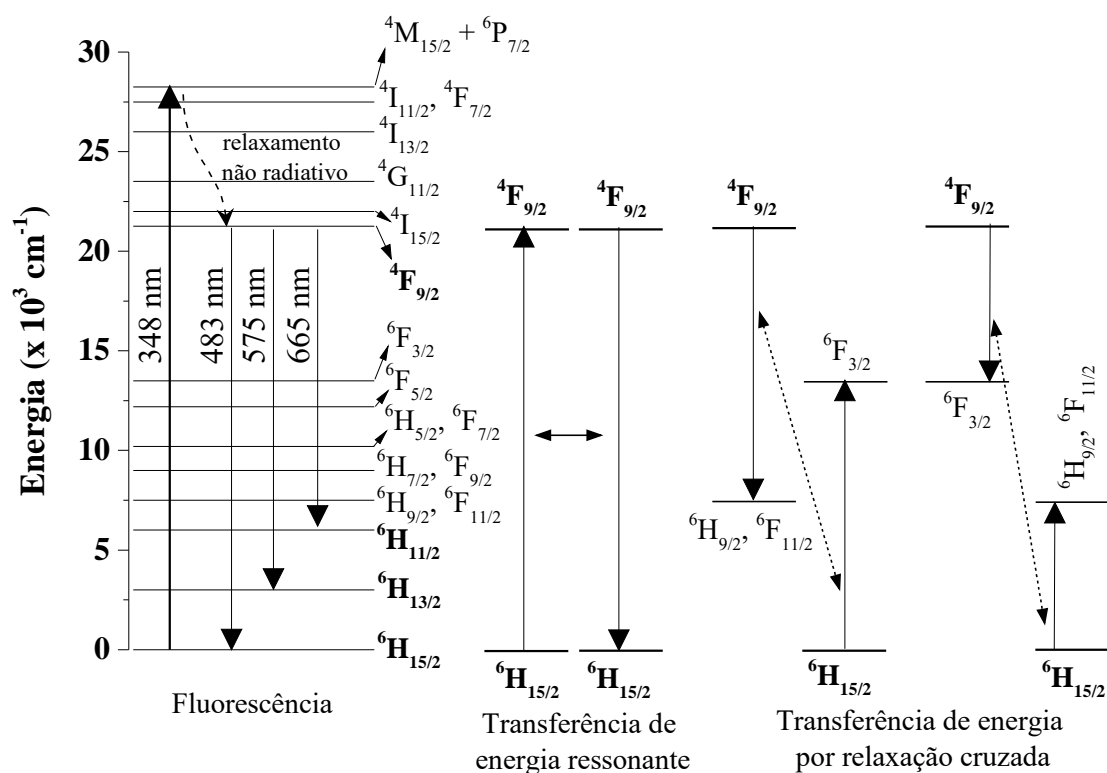 Energia (x 10³ cm⁻¹)
30
25
20
15
10
5
0
⁴M₁₅/₂ + ⁶P₇/₂
⁴I₁₁/₂, ⁴F₇/₂
⁴I₁₃/₂
⁴G₁₁/₂
⁴I₁₅/₂
⁴F₉/₂
⁶F₃/₂
⁶F₅/₂
⁶H₅/₂, ⁶F₇/₂
⁶H₇/₂, ⁶F₉/₂
⁶H₉/₂, ⁶F₁₁/₂
⁶H₁₁/₂
⁶H₁₃/₂
⁶H₁₅/₂
relaxamento
não radiativo
348 nm
483 nm
575 nm
665 nm
Fluorescência
⁴F₉/₂
⁴F₉/₂
⁶H₁₅/₂
⁶H₁₅/₂
Transferência de
energia ressonante
⁴F₉/₂
⁶H₉/₂, ⁶F₁₁/₂
⁶F₃/₂
⁶H₁₅/₂
⁴F₉/₂
⁶F₃/₂
⁶H₉/₂, ⁶F₁₁/₂
⁶H₁₅/₂
Transferência de energia
por relaxação cruzada